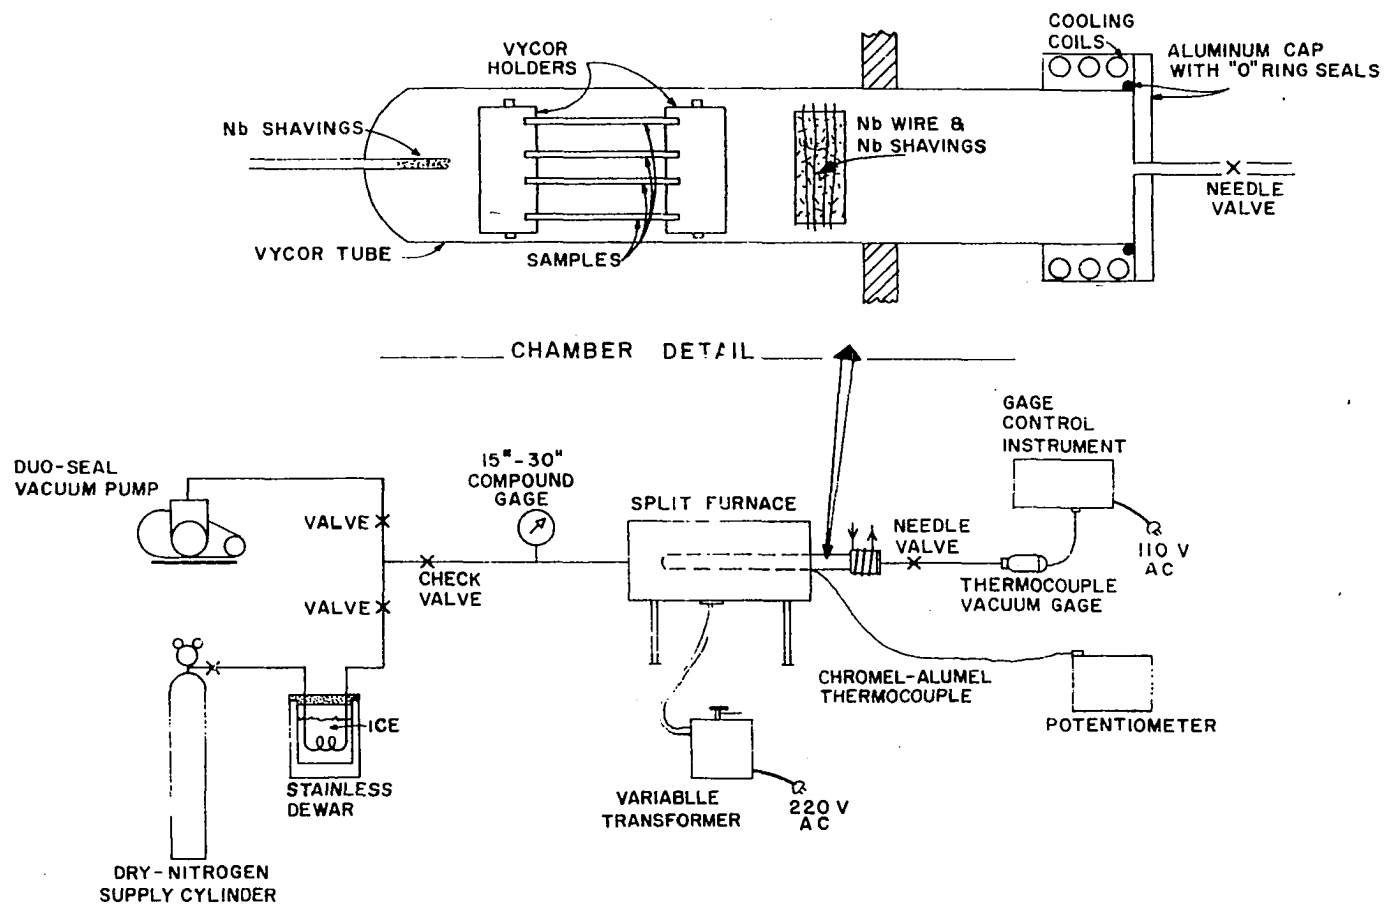 COOLING
COILS
VYCOR
HOLDERS
ALUMINUM CAP
WITH "O" RING SEALS
Nb SHAVINGS
Nb WIRE &
Nb SHAVINGS
NEEDLE
VALVE
VYCOR TUBE
SAMPLES
CHAMBER DETAIL
GAGE
CONTROL
INSTRUMENT
DUO-SEAL
VACUUM PUMP
15"-30"
COMPOUND
GAGE
SPLIT FURNACE
VALVE
NEEDLE
VALVE
110 V
AC
CHECK
VALVE
THERMOCOUPLE
VACUUM GAGE
VALVE
CHROMEL-ALUMEL
THERMOCOUPLE
ICE
POTENTIOMETER
STAINLESS
DEWAR
VARIABLLE
TRANSFORMER
220 V
AC
DRY-NITROGEN
SUPPLY CYLINDER